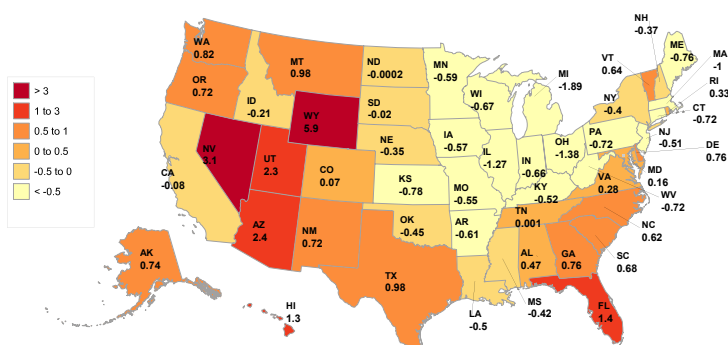 > 3
1 to 3
0.5 to 1
0 to 0.5
-0.5 to 0
< -0.5
WA
0.82
OR
0.72
CA
-0.08
NV
3.1
ID
-0.21
MT
0.98
WY
5.9
UT
2.3
AZ
2.4
CO
0.07
NM
0.72
ND
-0.0002
SD
-0.02
NE
-0.35
KS
-0.78
OK
-0.45
TX
0.98
MN
-0.59
IA
-0.57
MO
-0.55
AR
-0.61
LA
-0.5
WI
-0.67
IL
-1.27
MI
-1.89
IN
-0.66
OH
-1.38
KY
-0.52
TN
0.001
MS
-0.42
AL
0.47
GA
0.76
FL
1.4
SC
0.68
NC
0.62
VA
0.28
WV
-0.72
MD
0.16
DE
0.76
PA
-0.72
NJ
-0.51
NY
-0.4
CT
-0.72
RI
0.33
MA
-1
VT
0.64
NH
-0.37
ME
-0.76
AK
0.74
HI
1.3